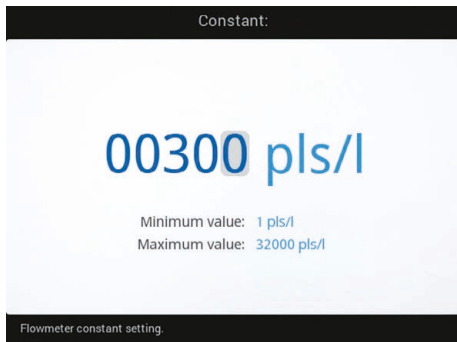 Constant:
00300 pls/l
Minimum value: 1 pls/l
Maximum value: 32000 pls/l
Flowmeter constant setting.